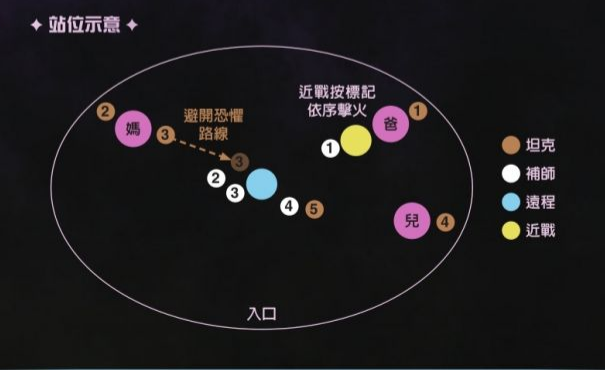 站位示意
近戰按標記
依序擊火
避開恐懼
路線
2
媽
3
3
爸
1
1
2
3
4
5
兒
4
坦克
補師
遠程
近戰
入口